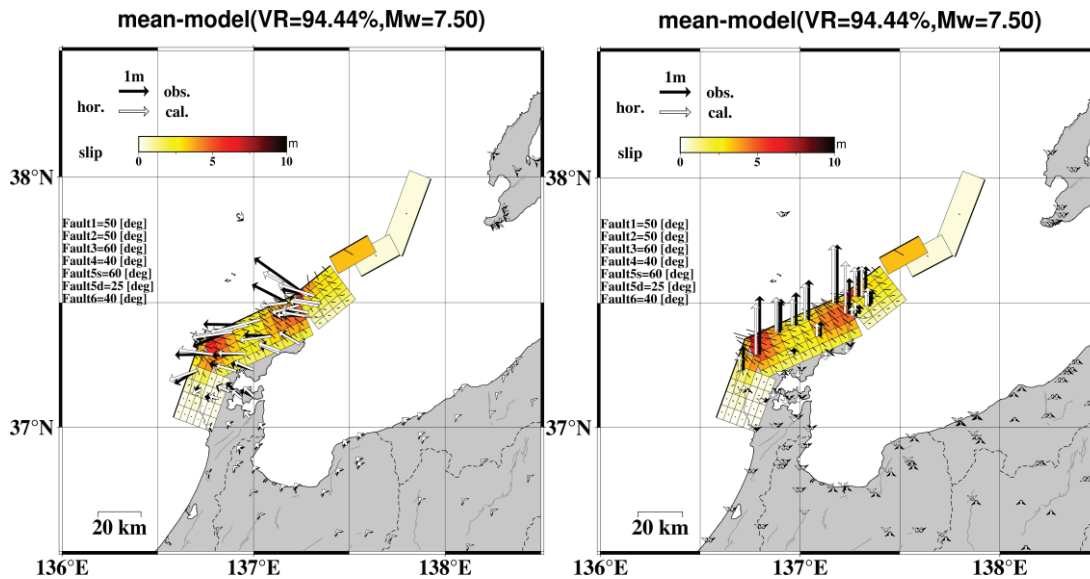 mean-model(VR=94.44%,Mw=7.50)
1m
obs.
hor.
cal.
m
slip
0
5
10
38°N
Fault1=50 [deg]
Fault2=50 [deg]
Fault3=60 [deg]
Fault4=40 [deg]
Fault5s=60 [deg]
Fault5d=25 [deg]
Fault6=40 [deg]
37°N
20 km
136°E
137°E
138°E
mean-model(VR=94.44%,Mw=7.50)
1m
obs.
hor.
cal.
m
slip
0
5
10
38°N
Fault1=50 [deg]
Fault2=50 [deg]
Fault3=60 [deg]
Fault4=40 [deg]
Fault5s=60 [deg]
Fault5d=25 [deg]
Fault6=40 [deg]
37°N
20 km
136°E
137°E
138°E